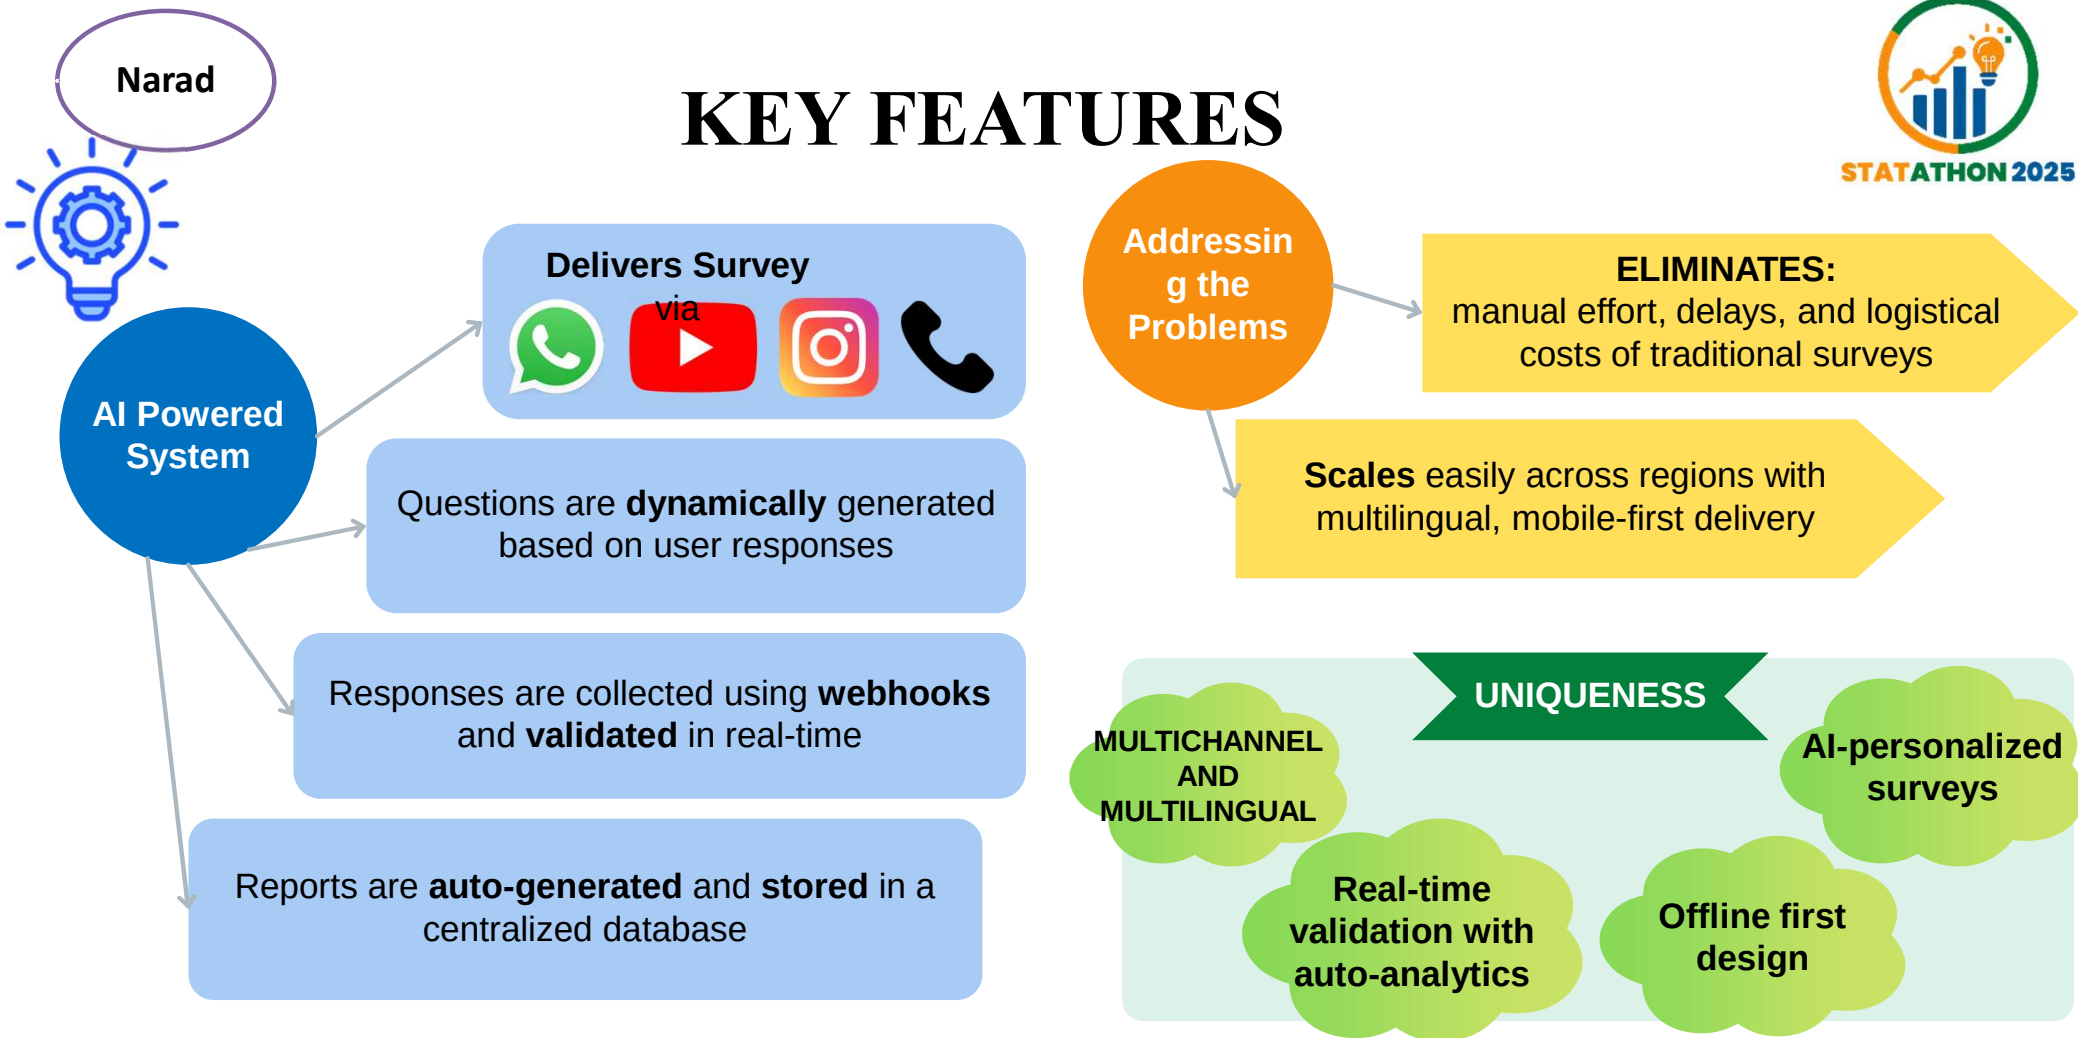 Narad
KEY FEATURES
STATATHON 2025
AI Powered
System
Delivers Survey
via
Questions are dynamically generated
based on user responses
Responses are collected using webhooks
and validated in real-time
Reports are auto-generated and stored in a
centralized database
Addressin
g the
Problems
ELIMINATES:
manual effort, delays, and logistical
costs of traditional surveys
Scales easily across regions with
multilingual, mobile-first delivery
UNIQUENESS
MULTICHANNEL
AND
MULTILINGUAL
AI-personalized
surveys
Real-time
validation with
auto-analytics
Offline first
design